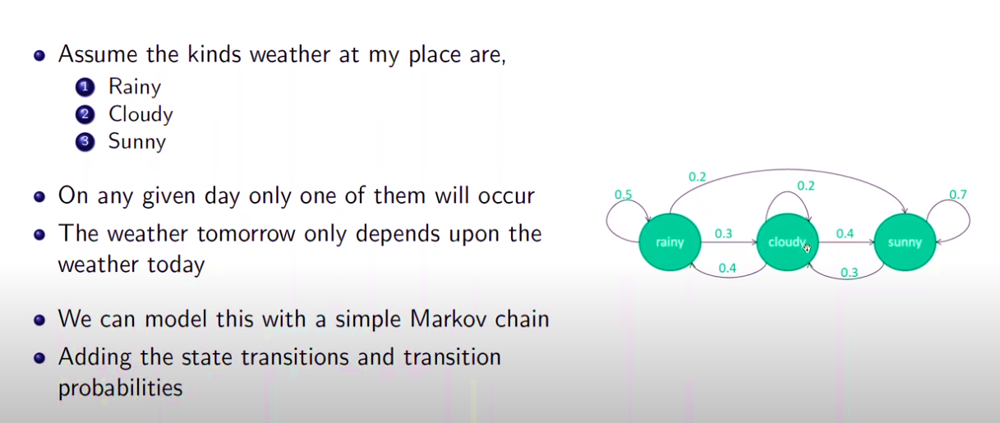 Assume the kinds weather at my place are,
1 Rainy
2 Cloudy
3 Sunny
On any given day only one of them will occur
The weather tomorrow only depends upon the
weather today
We can model this with a simple Markov chain
Adding the state transitions and transition
probabilities
0.2
0.5
0.2
0.7
rainy
0.3
cloudy
0.4
sunny
0.4
0.3